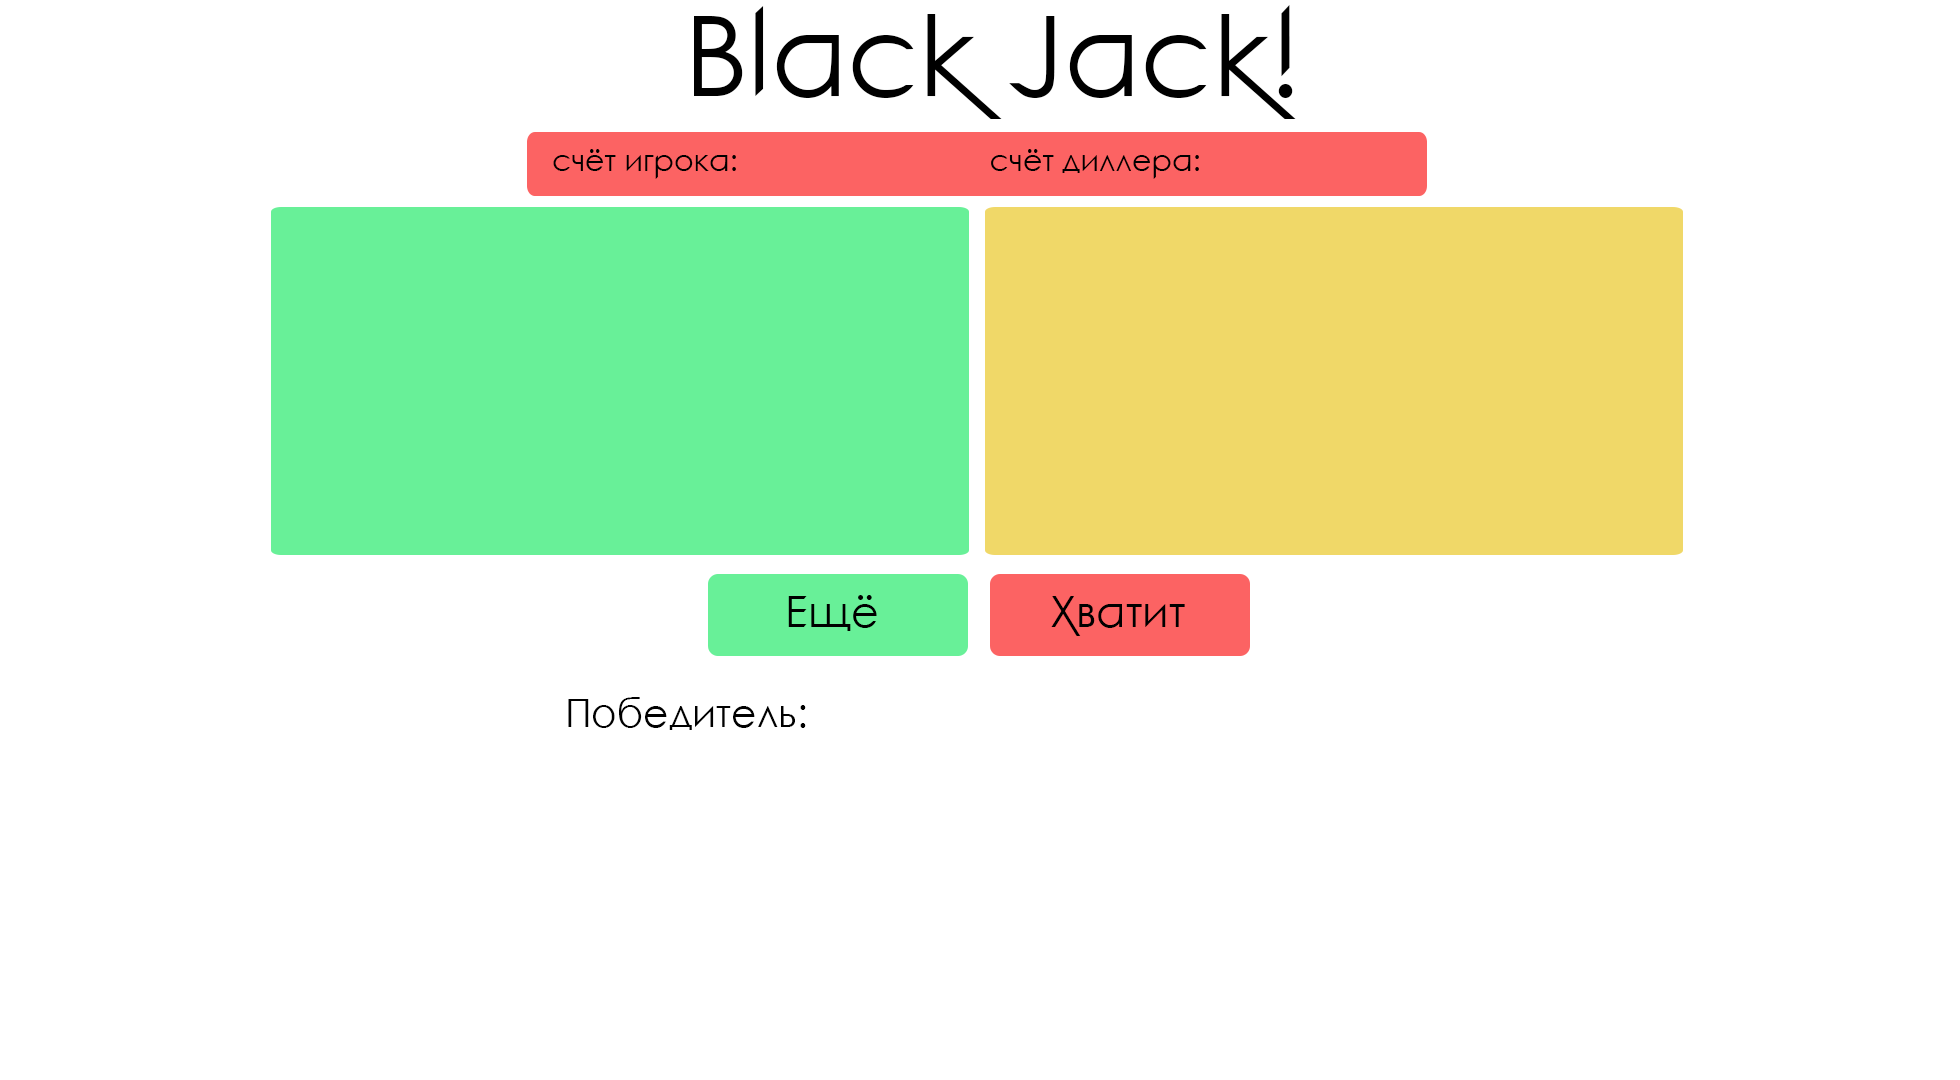 Black Jack!
счёт игрока: счёт диллера:
Ещё Хватит
Победитель: